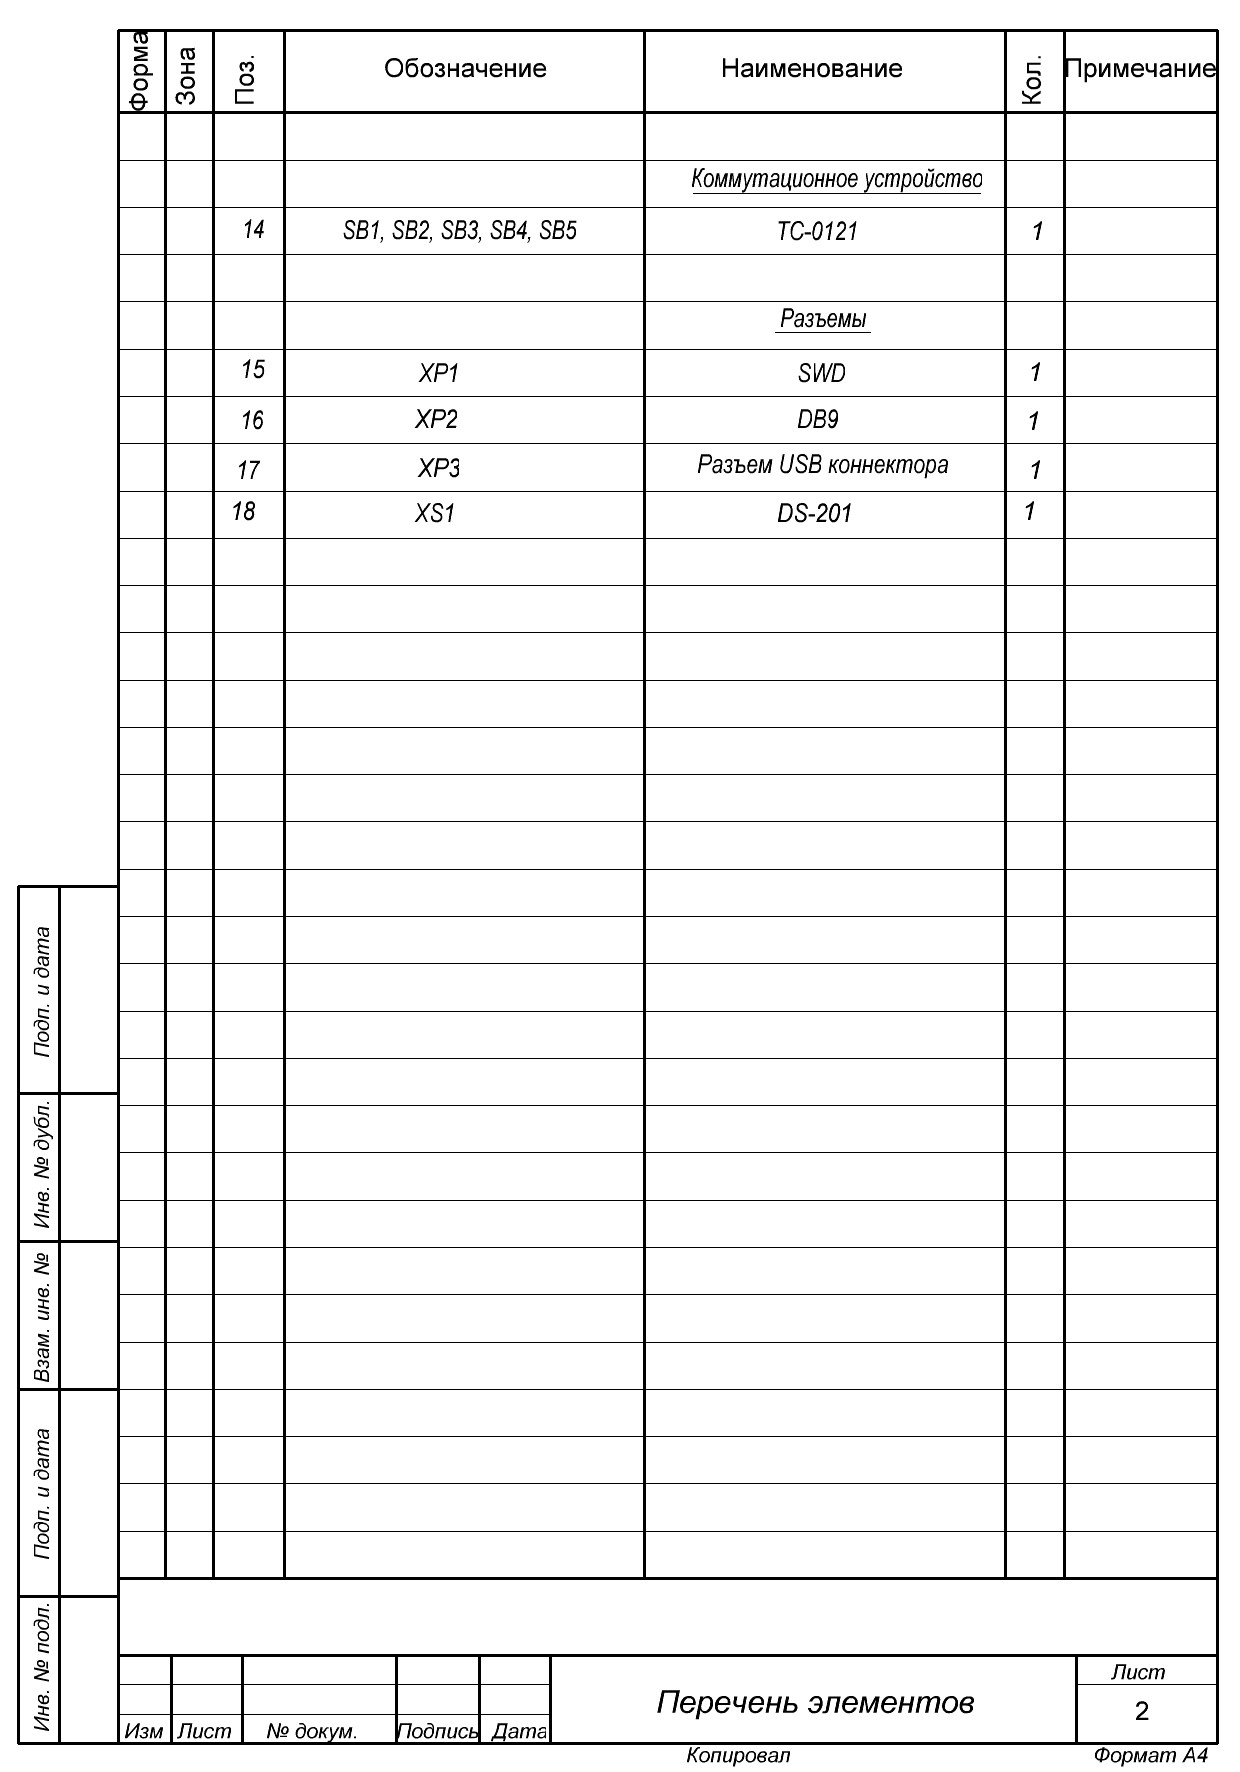 Форма Зона Поз. Обозначение Наименование Кол. Примечание
Коммутационное устройство
14 SB1, SB2, SB3, SB4, SB5 TC-0121 1
Разъемы
15 XP1 SWD 1
16 XP2 DB9 1
17 XP3 Разъем USB коннектора 1
18 XS1 DS-201 1
Подп. и дата
Инв. № дубл.
Взам. инв. №
Подп. и дата
Инв. № подл.
Лист
Перечень элементов 2
Изм Лист № докум. Подпись Дата
Копировал Формат А4